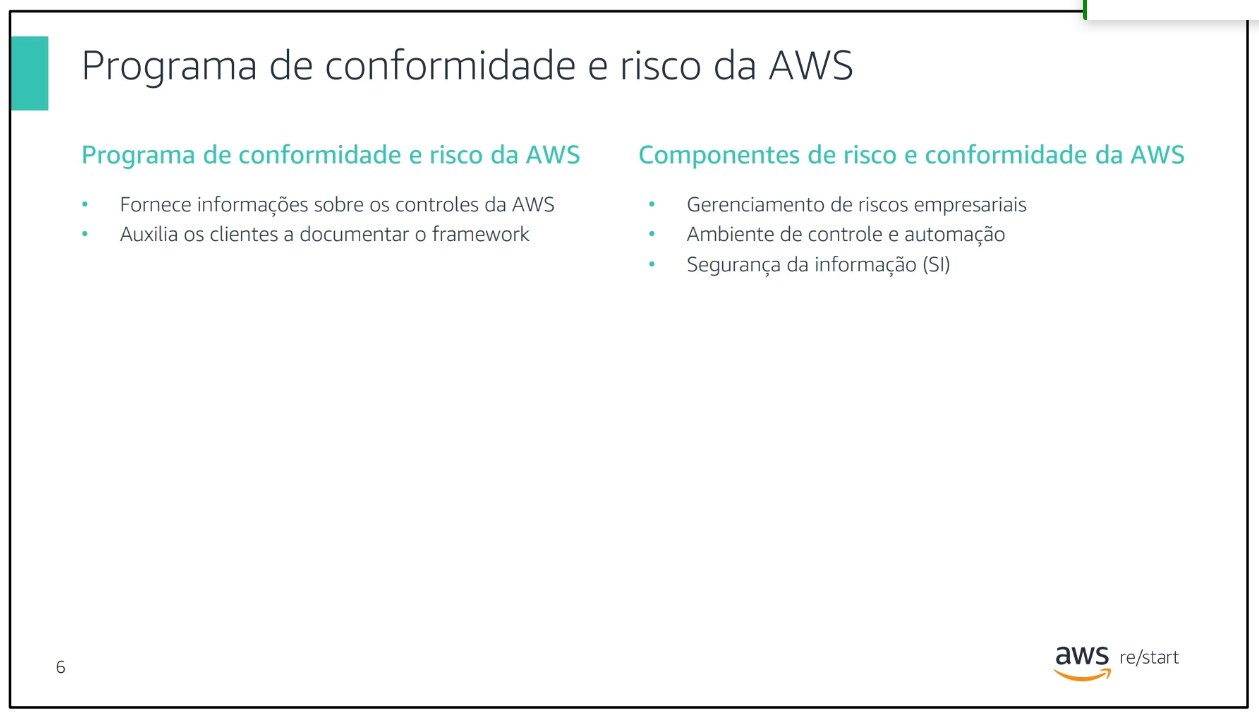 Programa de conformidade e risco da AWS
Programa de conformidade e risco da AWS
• Fornece informações sobre os controles da AWS
• Auxilia os clientes a documentar o framework
Componentes de risco e conformidade da AWS
• Gerenciamento de riscos empresariais
• Ambiente de controle e automação
• Segurança da informação (SI)
6
aws re/start